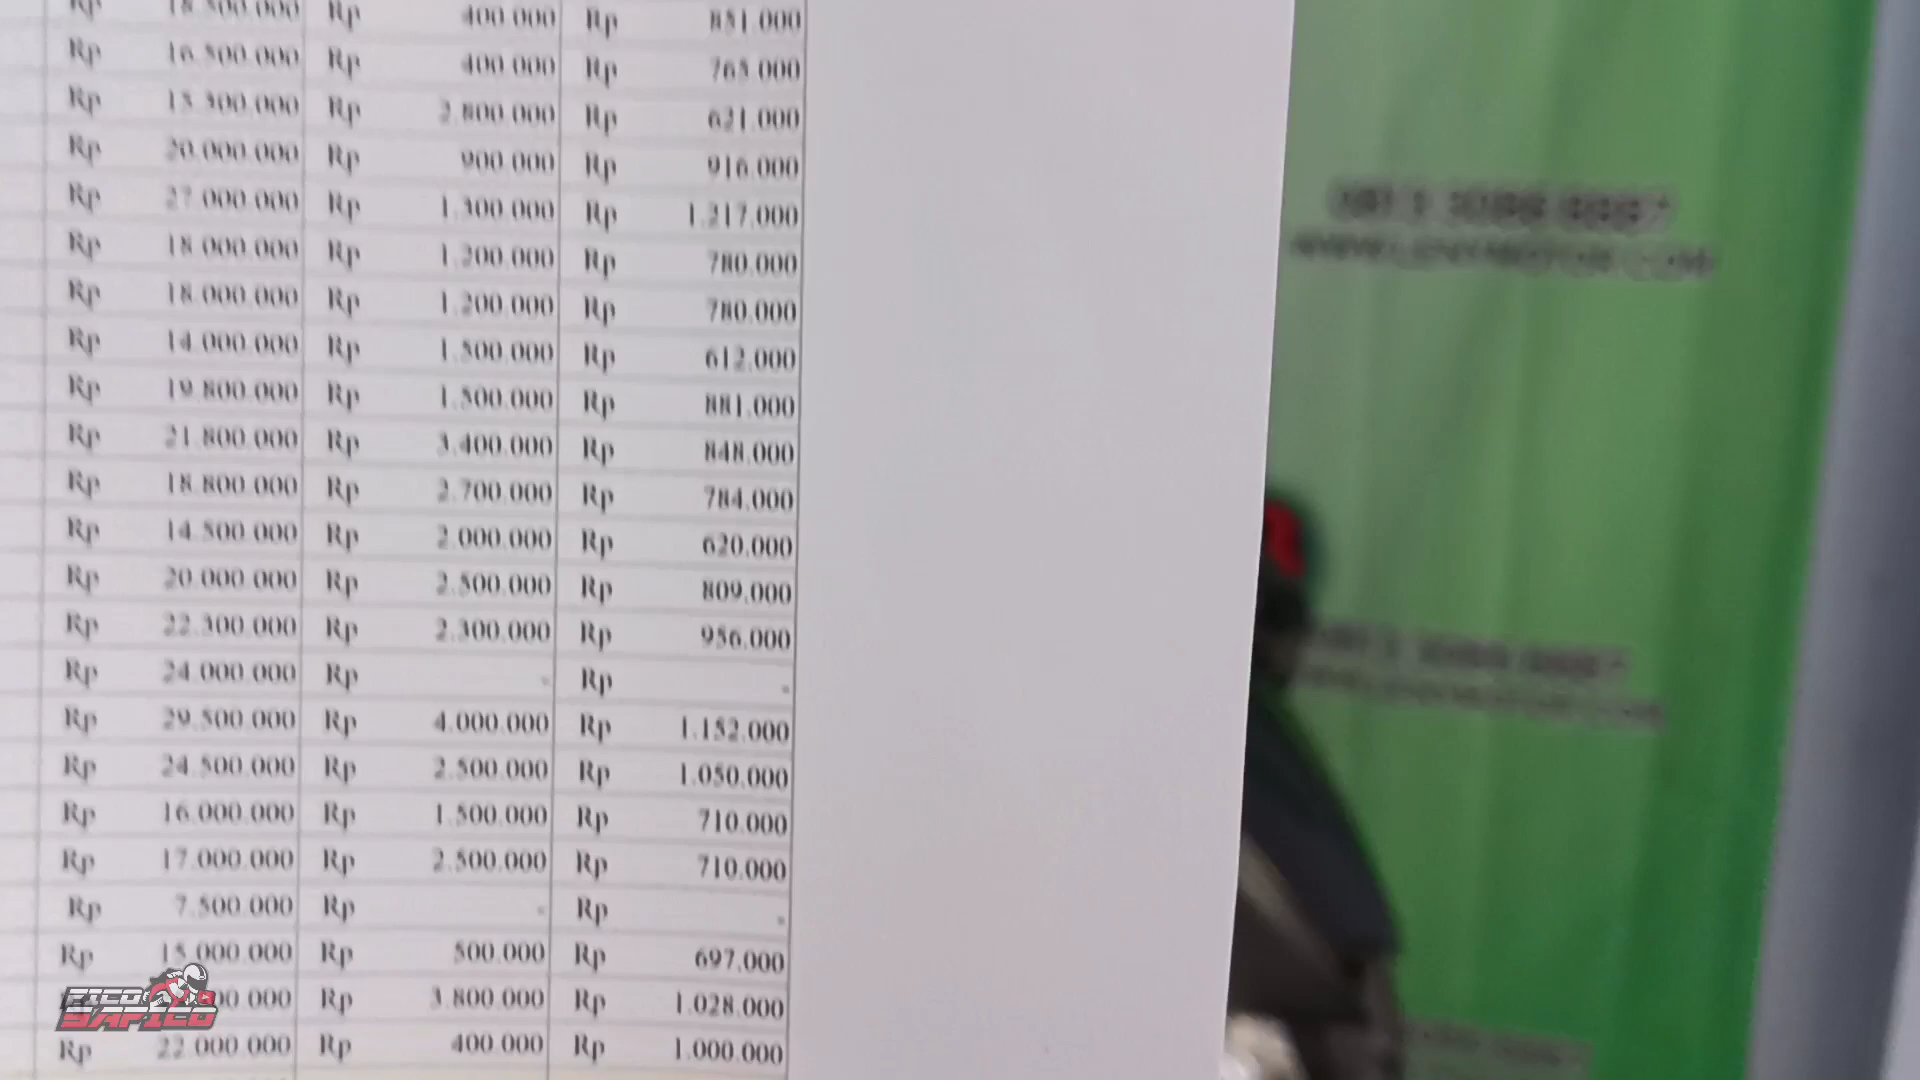 Rp 18.500.000 Rp 400.000 Rp 851.000
Rp 16.500.000 Rp 400.000 Rp 765.000
Rp 15.300.000 Rp 2.800.000 Rp 621.000
Rp 20.000.000 Rp 900.000 Rp 916.000
Rp 27.000.000 Rp 1.300.000 Rp 1.217.000
Rp 18.000.000 Rp 1.200.000 Rp 780.000
Rp 18.000.000 Rp 1.200.000 Rp 780.000
Rp 14.000.000 Rp 1.500.000 Rp 612.000
Rp 19.800.000 Rp 1.500.000 Rp 881.000
Rp 21.800.000 Rp 3.400.000 Rp 848.000
Rp 18.800.000 Rp 2.700.000 Rp 784.000
Rp 14.500.000 Rp 2.000.000 Rp 620.000
Rp 20.000.000 Rp 2.500.000 Rp 809.000
Rp 22.300.000 Rp 2.300.000 Rp 956.000
Rp 24.000.000 Rp - Rp -
Rp 29.500.000 Rp 4.000.000 Rp 1.152.000
Rp 24.500.000 Rp 2.500.000 Rp 1.050.000
Rp 16.000.000 Rp 1.500.000 Rp 710.000
Rp 17.000.000 Rp 2.500.000 Rp 710.000
Rp 7.500.000 Rp - Rp -
Rp 15.000.000 Rp 500.000 Rp 697.000
00.000 Rp 3.800.000 Rp 1.028.000
Rp 22.000.000 Rp 400.000 Rp 1.000.000